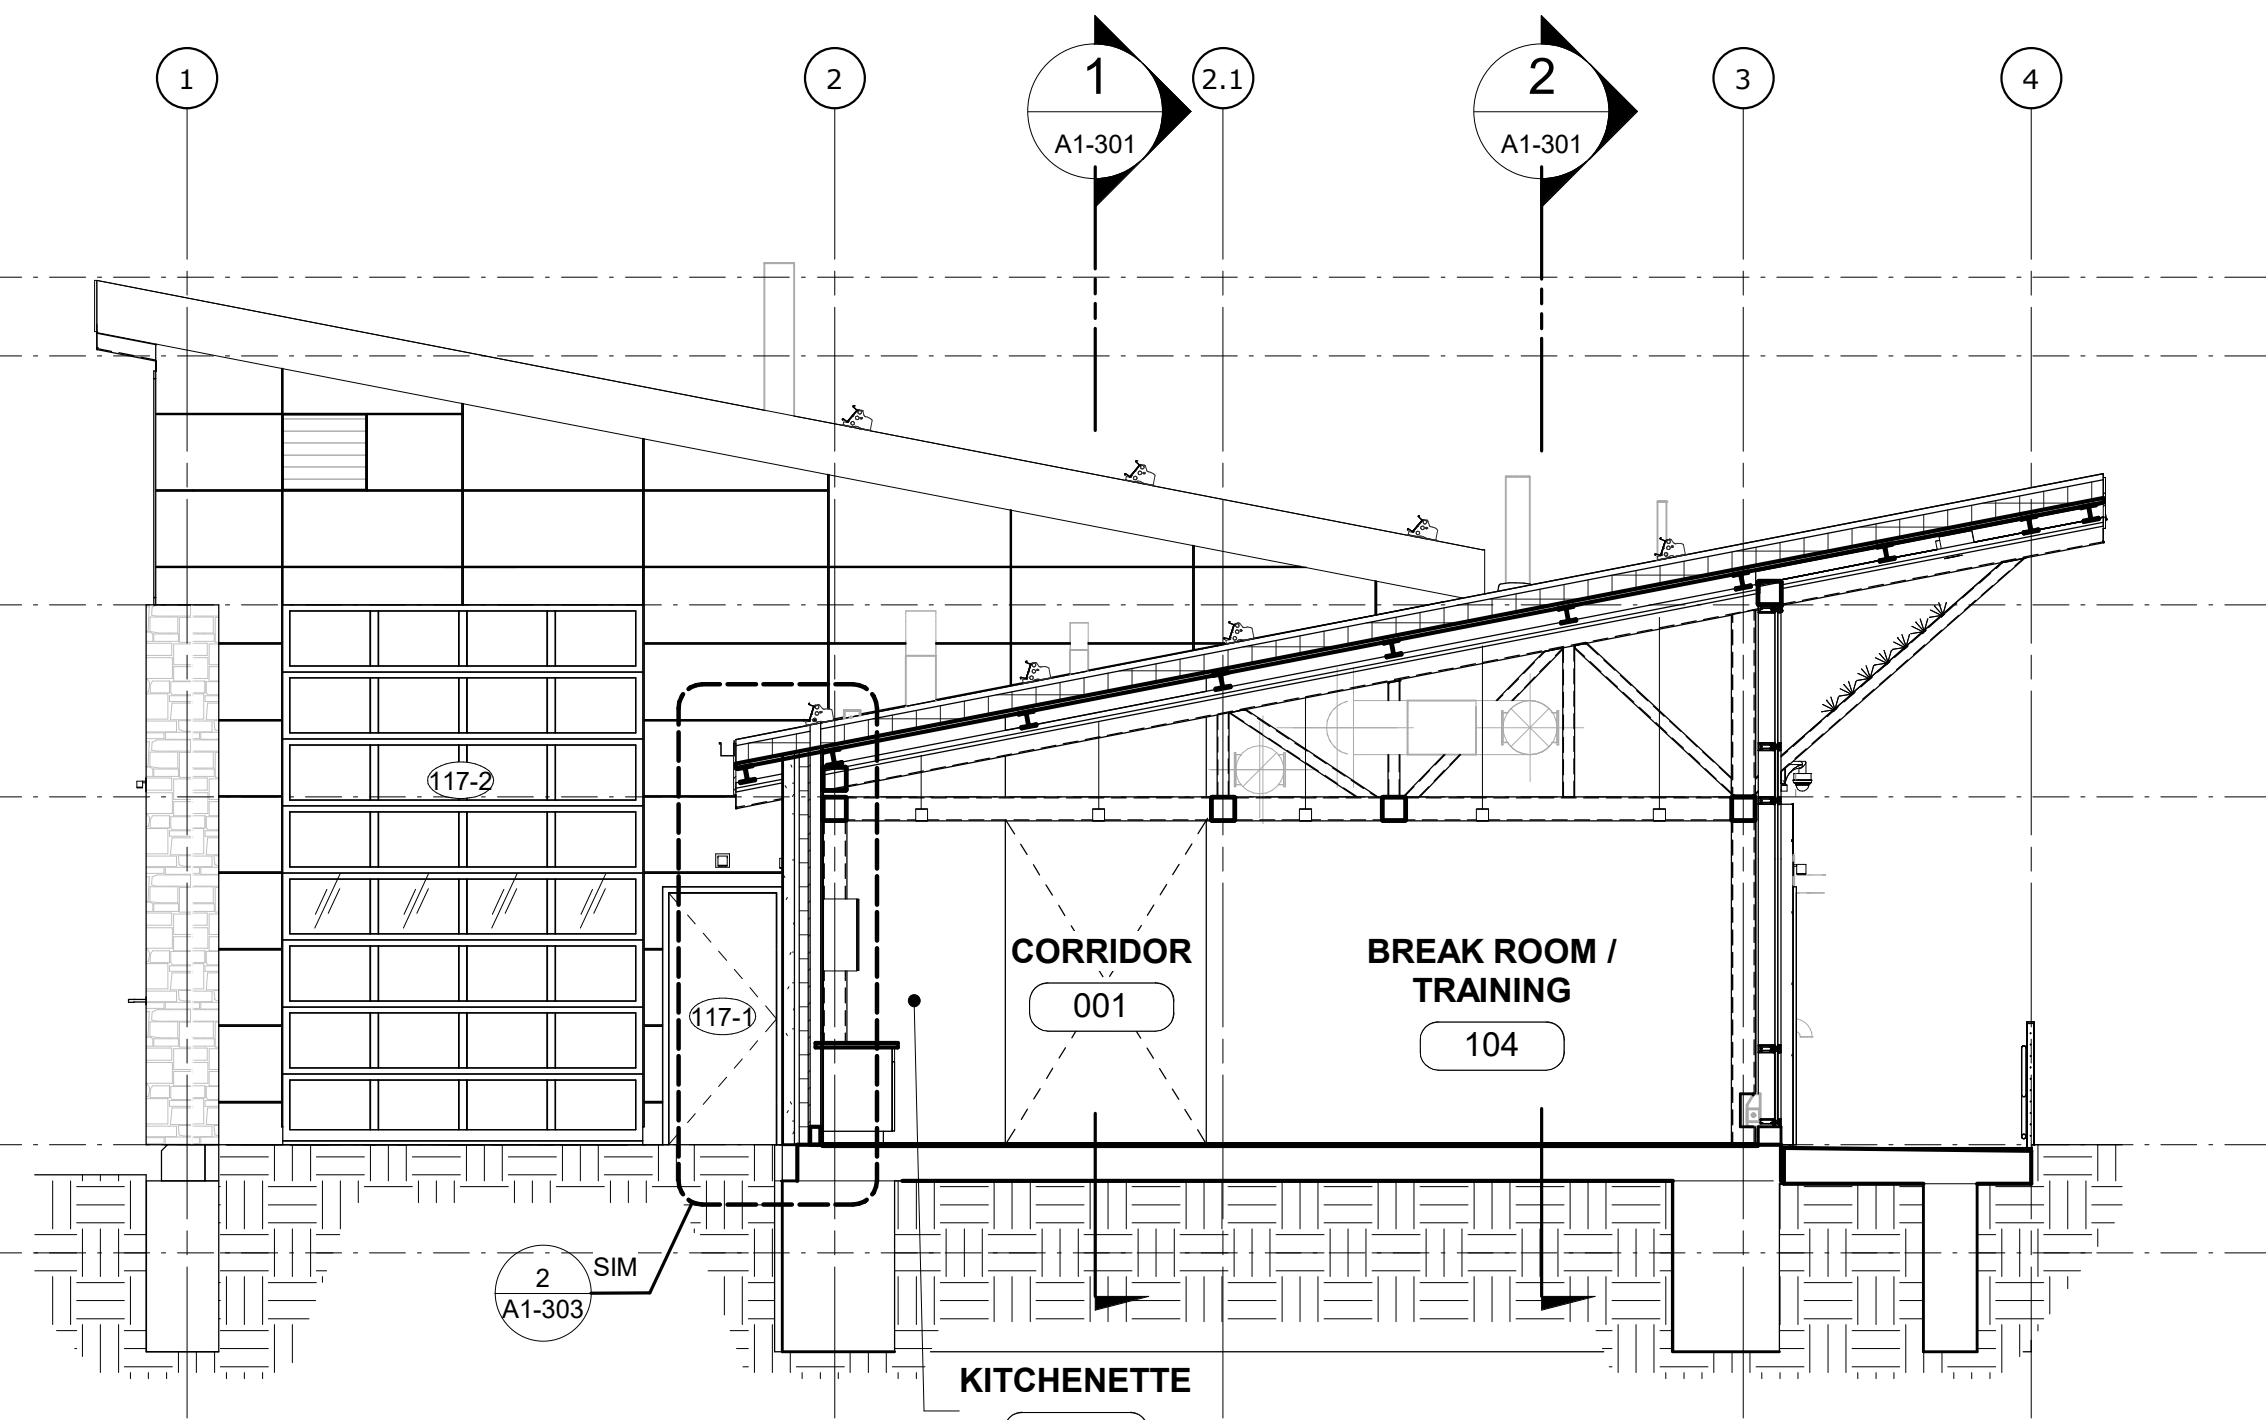 1
2
1
A1-301
2.1
2
A1-301
3
4
117-2
117-1
CORRIDOR
001
BREAK ROOM /
TRAINING
104
2
A1-303
SIM
KITCHENETTE